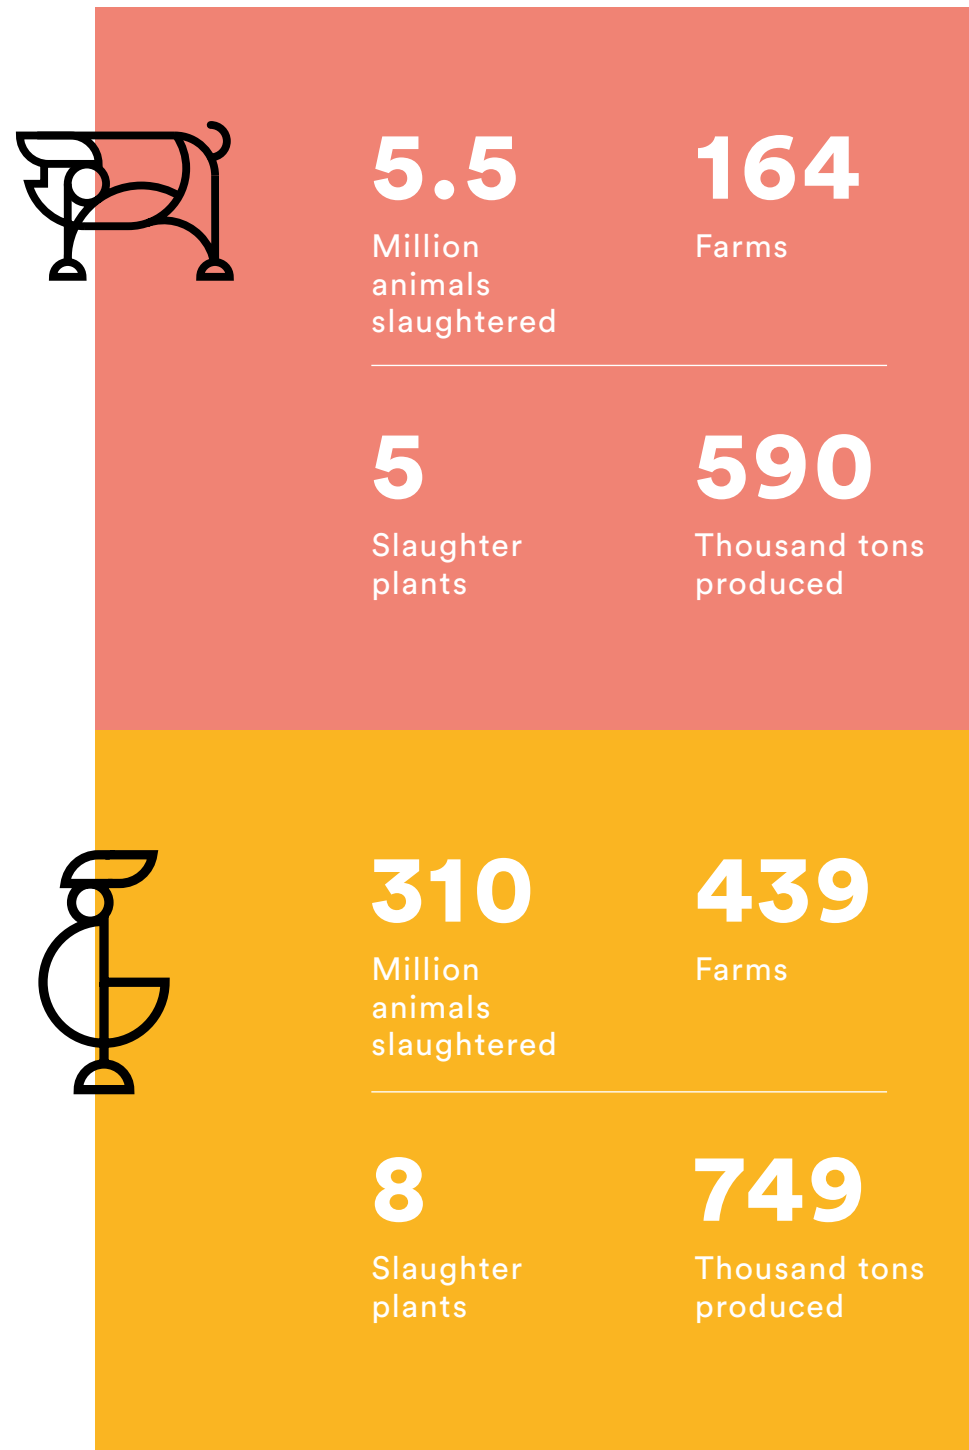 5.5
Million
animals
slaughtered
164
Farms
5
Slaughter
plants
590
Thousand tons
produced
310
Million
animals
slaughtered
439
Farms
8
Slaughter
plants
749
Thousand tons
produced